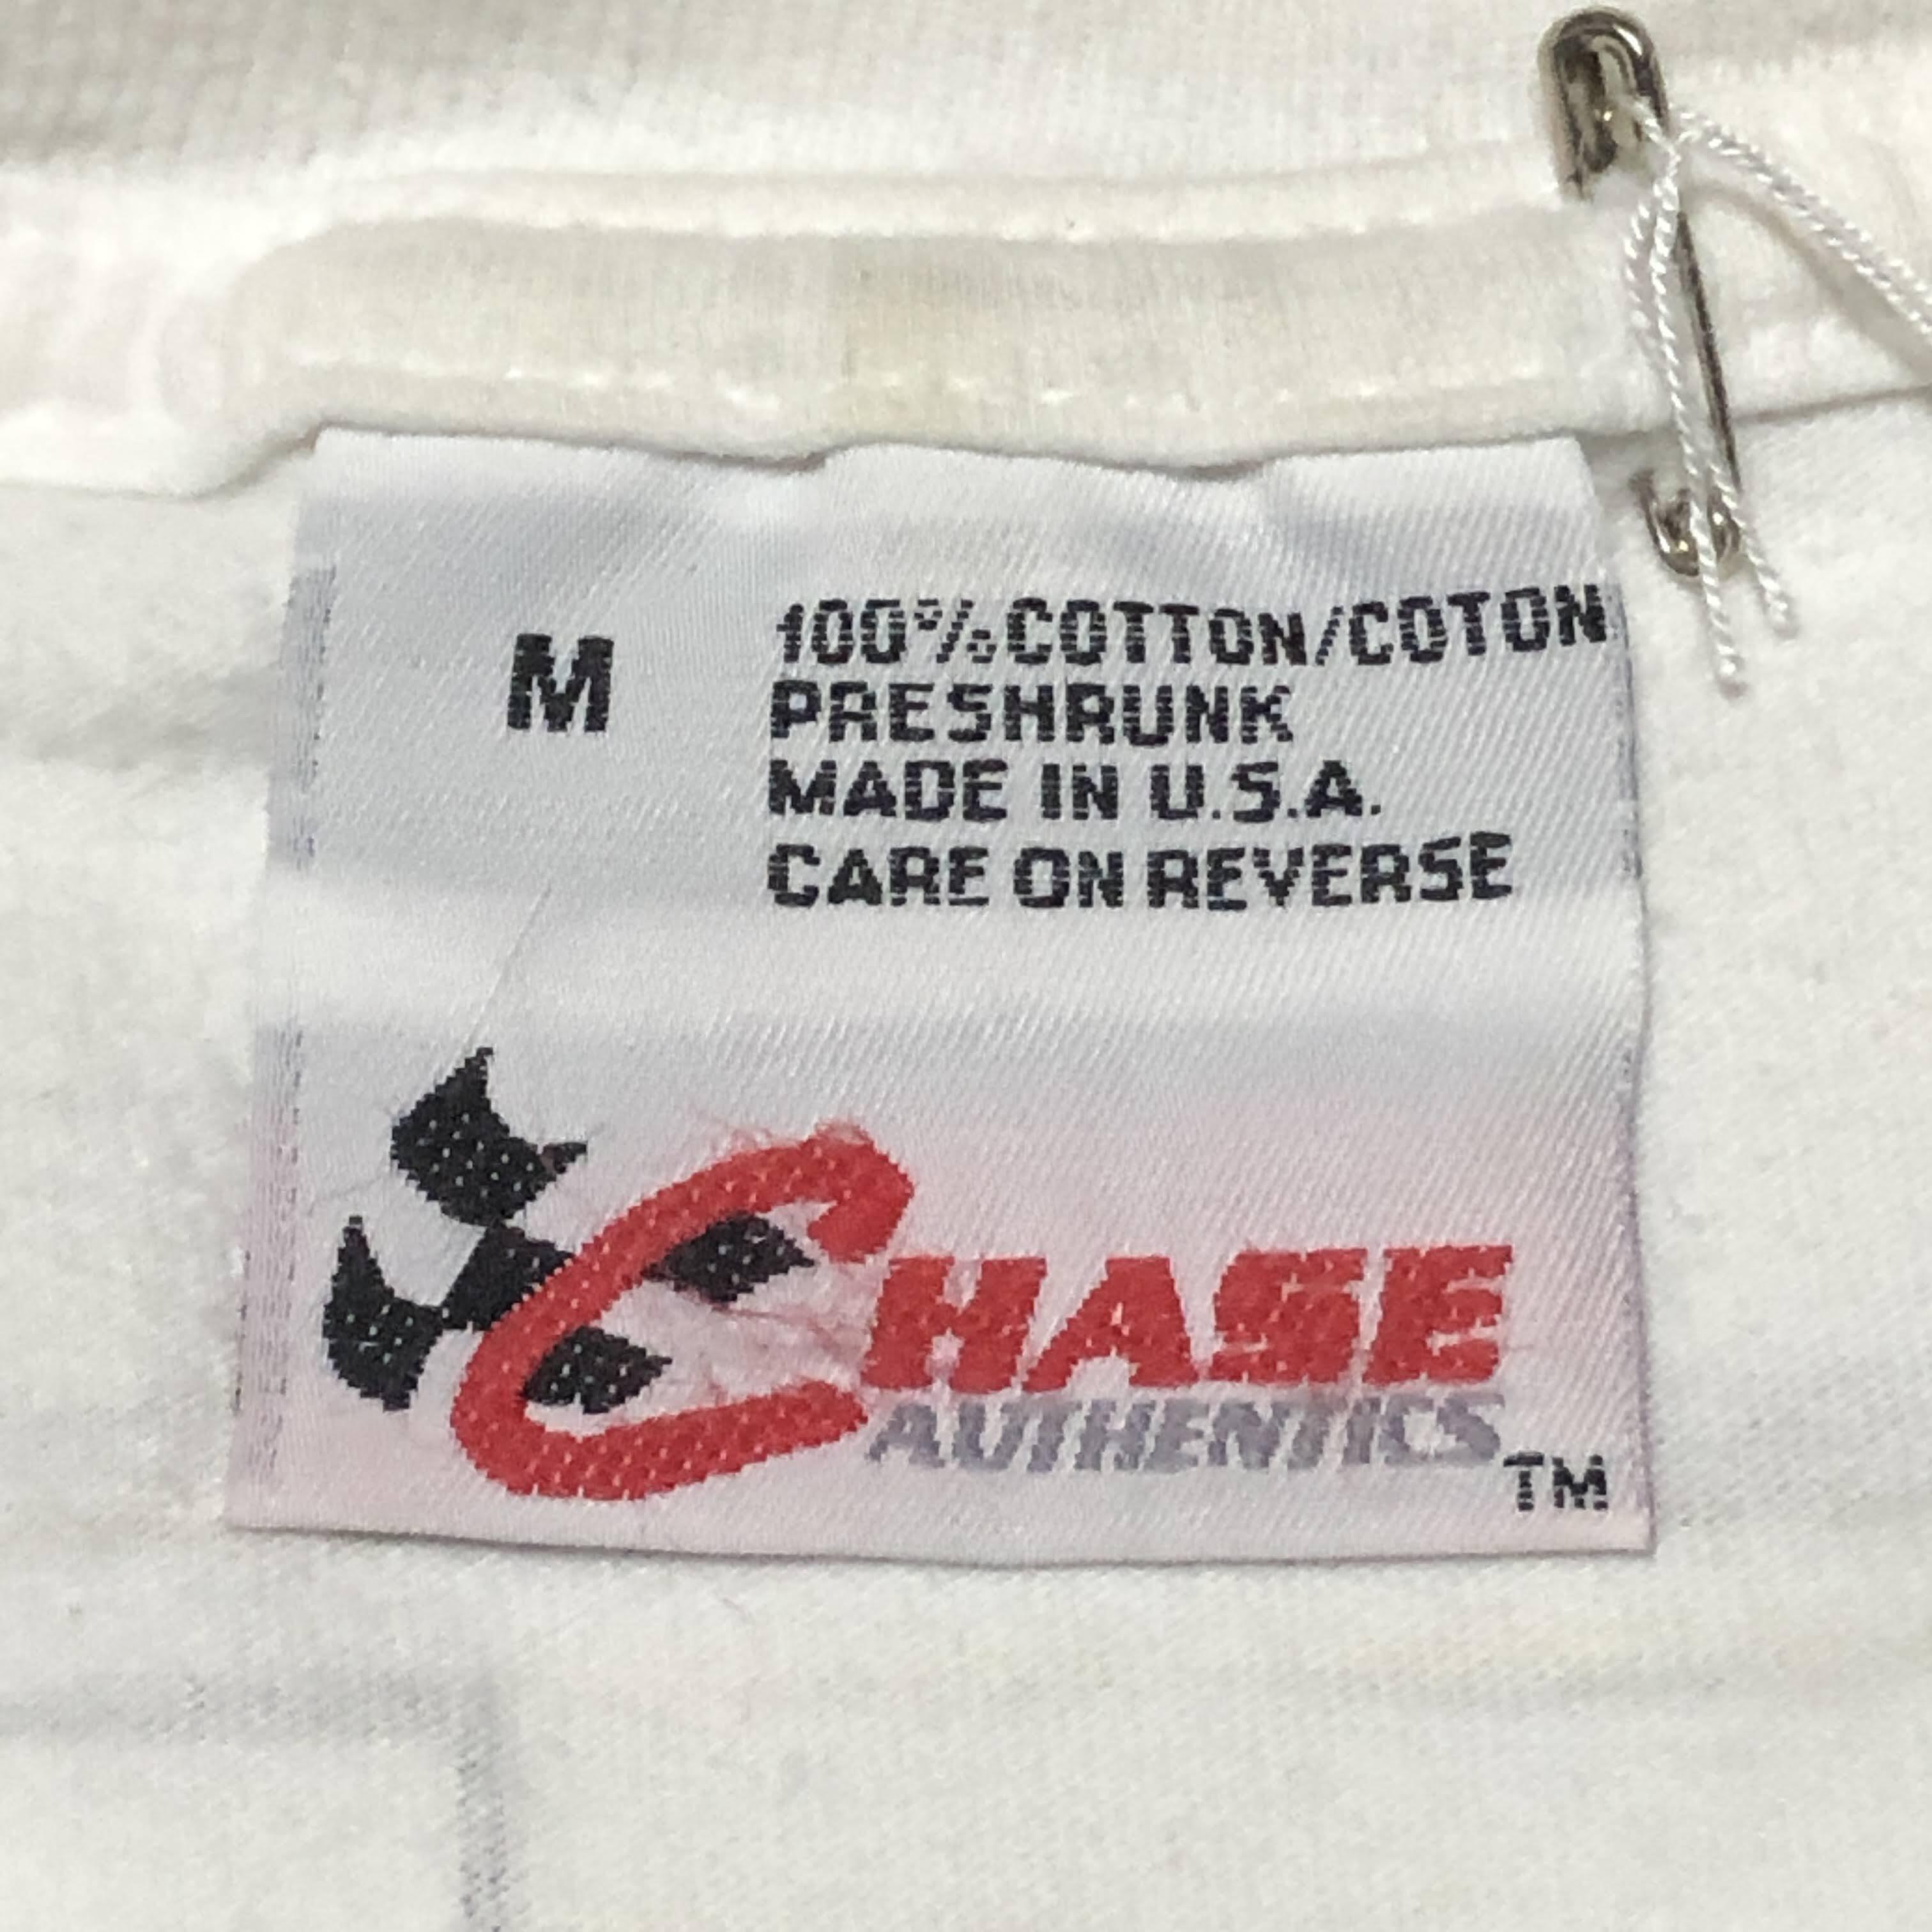 M
100% COTTON/COTON
PRESHRUNK
MADE IN U.S.A.
CARE ON REVERSE
CHASE
AUTHENTICS
TM